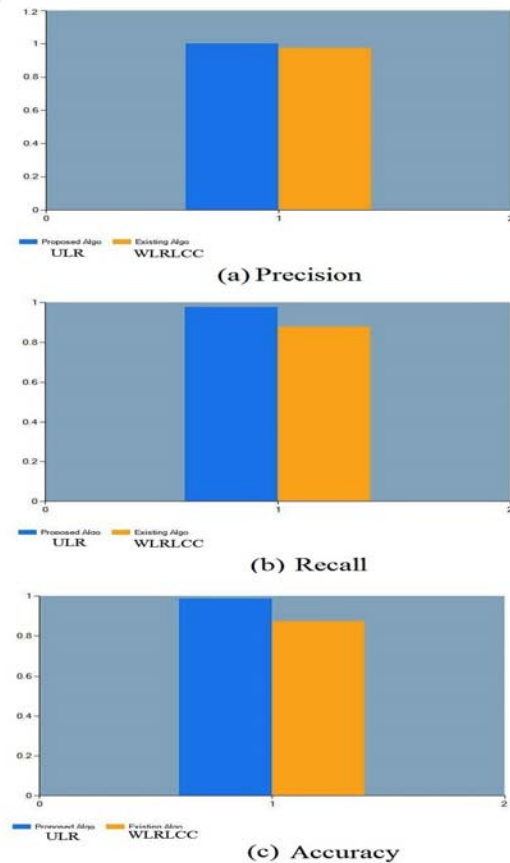 1.2
1
0.8
0.6
0.4
0.2
0
0 1 2
Proposed Algo Existing Algo
ULR WLRLCC
(a) Precision
1
0.8
0.6
0.4
0.2
0
0 1 2
Proposed Algo Existing Algo
ULR WLRLCC
(b) Recall
1
0.8
0.6
0.4
0.2
0
0 1 2
Proposed Algo Existing Algo
ULR WLRLCC
(c) Accuracy